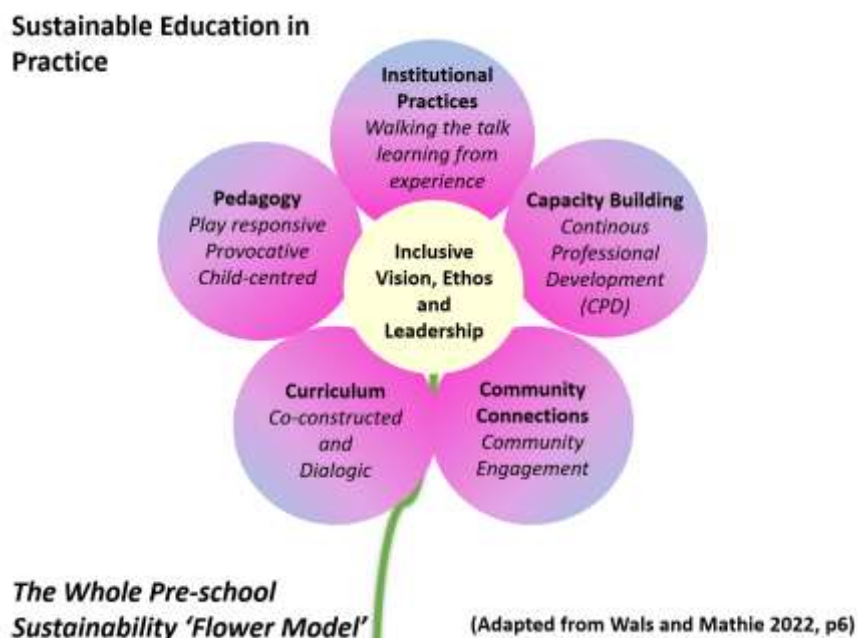 Sustainable Education in
Practice
Institutional
Practices
Walking the talk
learning from
experience
Pedagogy
Play responsive
Provocative
Child-centred
Capacity Building
Continous
Professional
Development
(CPD)
Inclusive
Vision, Ethos
and
Leadership
Curriculum
Co-constructed
and
Dialogic
Community
Connections
Community
Engagement
The Whole Pre-school
Sustainability ‘Flower Model’
(Adapted from Wals and Mathie 2022, p6)